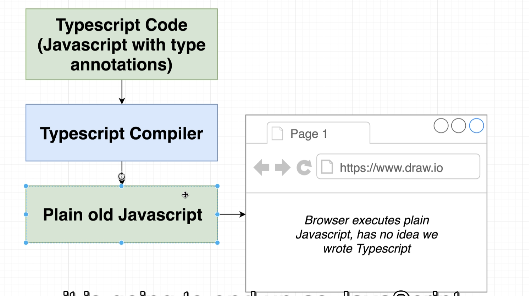 Typescript Code
(Javascript with type
annotations)
Typescript Compiler
Plain old Javascript
Page 1
https://www.draw.io
Browser executes plain
Javascript, has no idea we
wrote Typescript